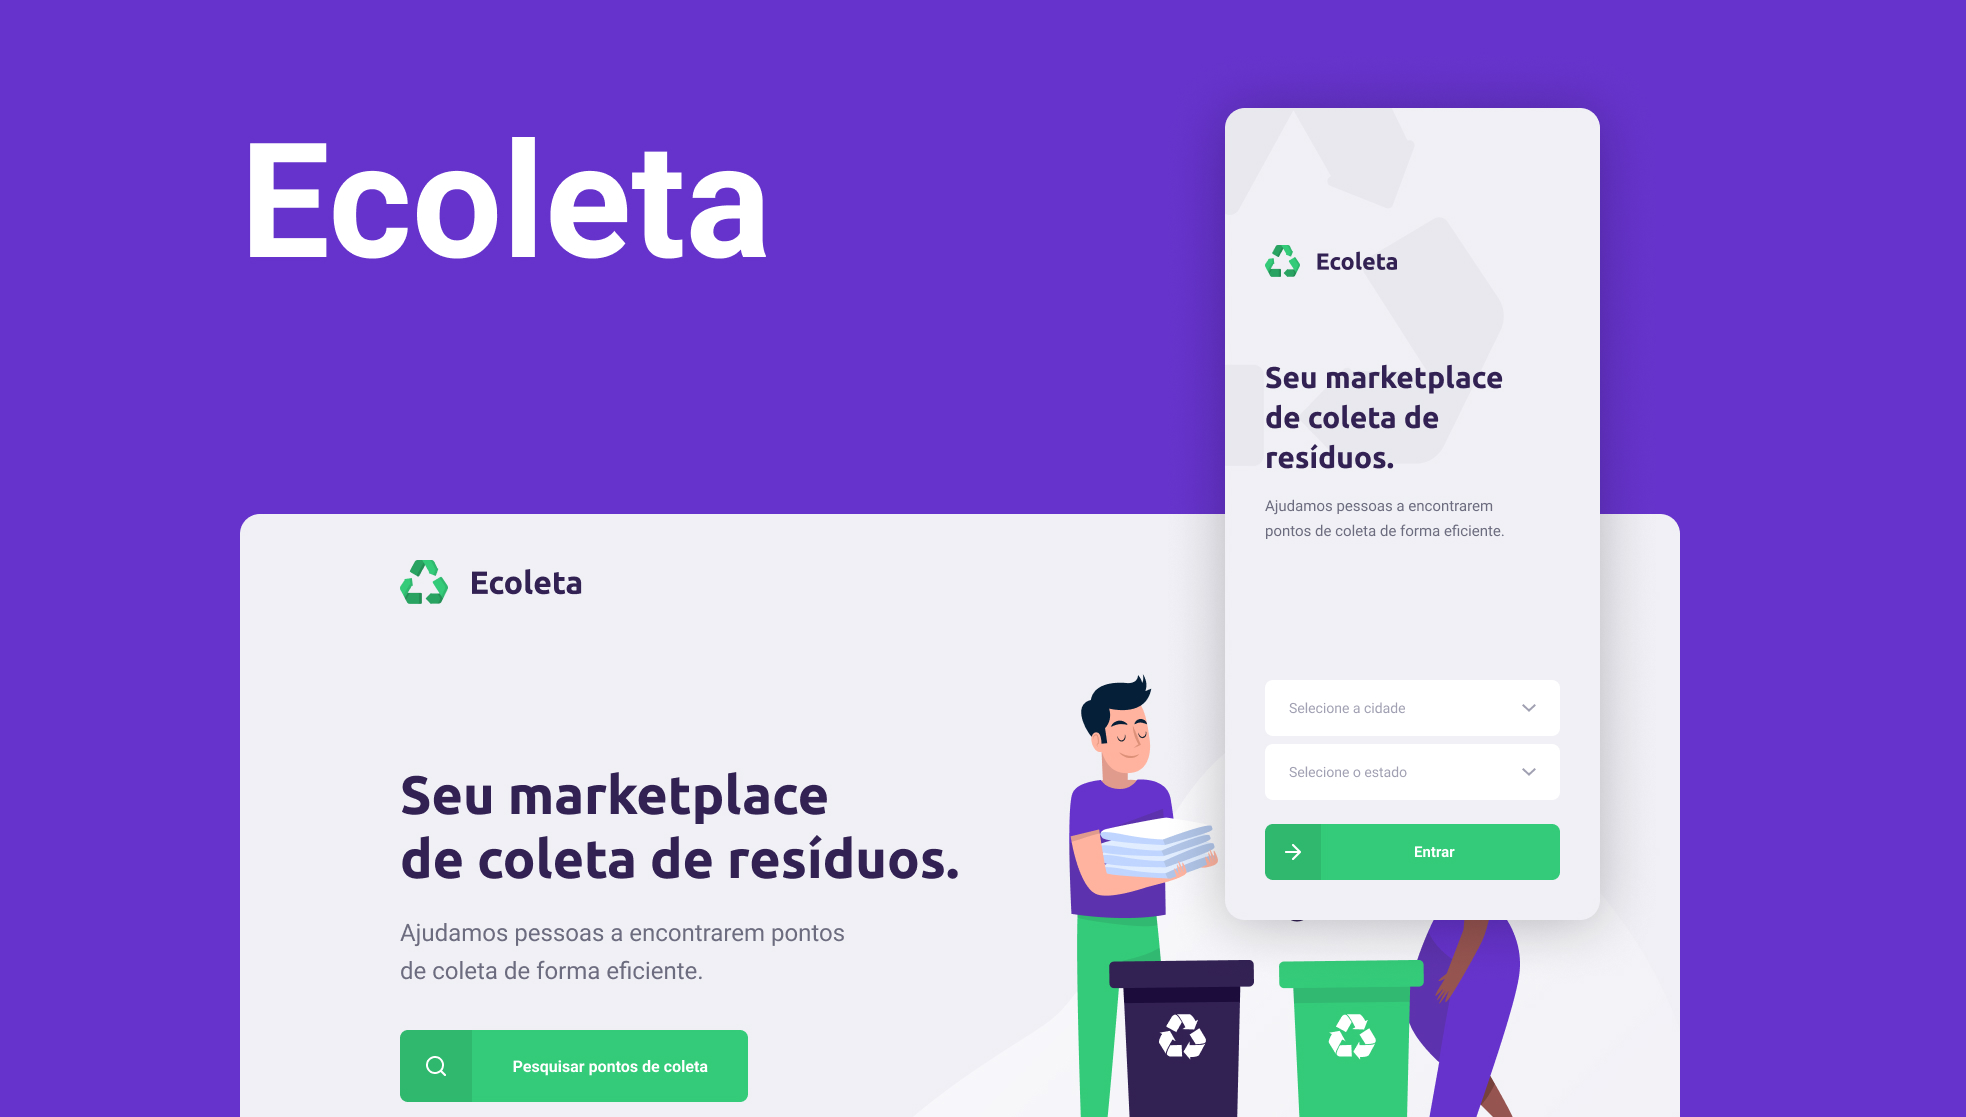 Ecoleta
Ecoleta
Seu marketplace
de coleta de
resíduos.
Ajudamos pessoas a encontrarem
pontos de coleta de forma eficiente.
Selecione a cidade
Selecione o estado
Entrar
Ecoleta
Seu marketplace
de coleta de resíduos.
Ajudamos pessoas a encontrarem pontos
de coleta de forma eficiente.
Pesquisar pontos de coleta